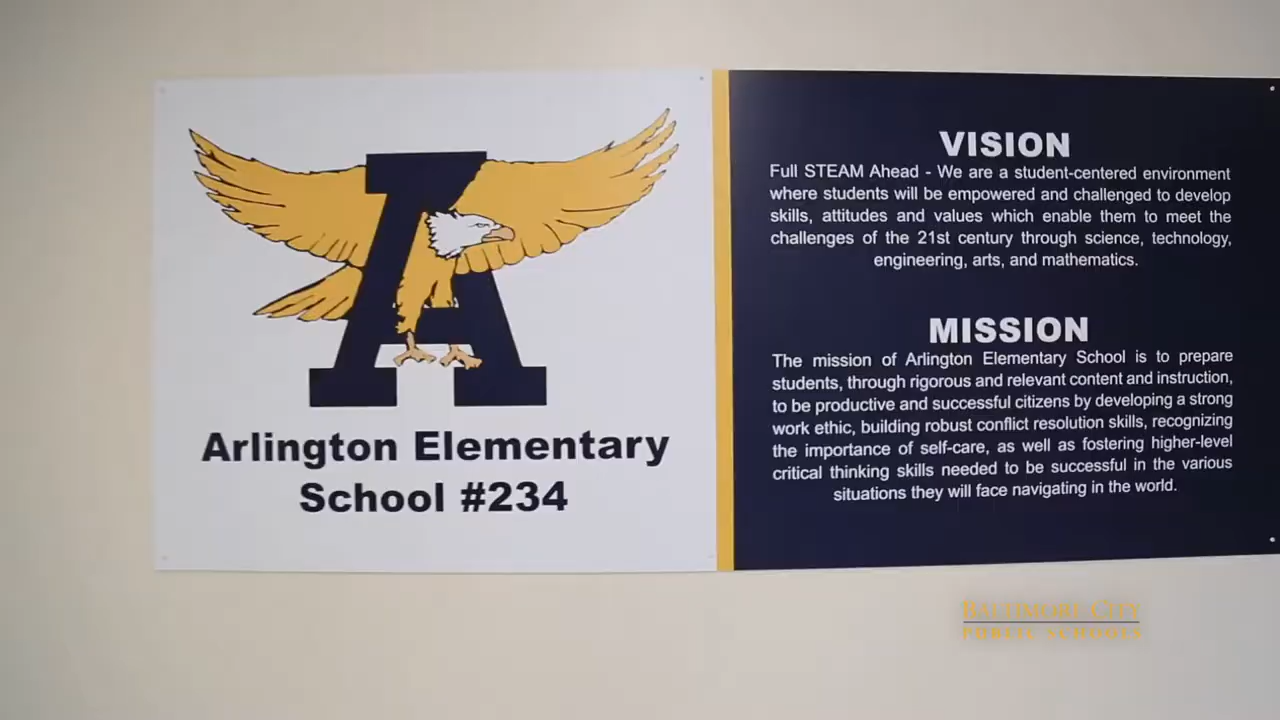 Arlington Elementary
School #234
VISION
Full STEAM Ahead - We are a student-centered environment
where students will be empowered and challenged to develop
skills, attitudes and values which enable them to meet the
challenges of the 21st century through science, technology,
engineering, arts, and mathematics.
MISSION
The mission of Arlington Elementary School is to prepare
students, through rigorous and relevant content and instruction,
to be productive and successful citizens by developing a strong
work ethic, building robust conflict resolution skills, recognizing
the importance of self-care, as well as fostering higher-level
critical thinking skills needed to be successful in the various
situations they will face navigating in the world.
BALTIMORE CITY
PUBLIC SCHOOLS